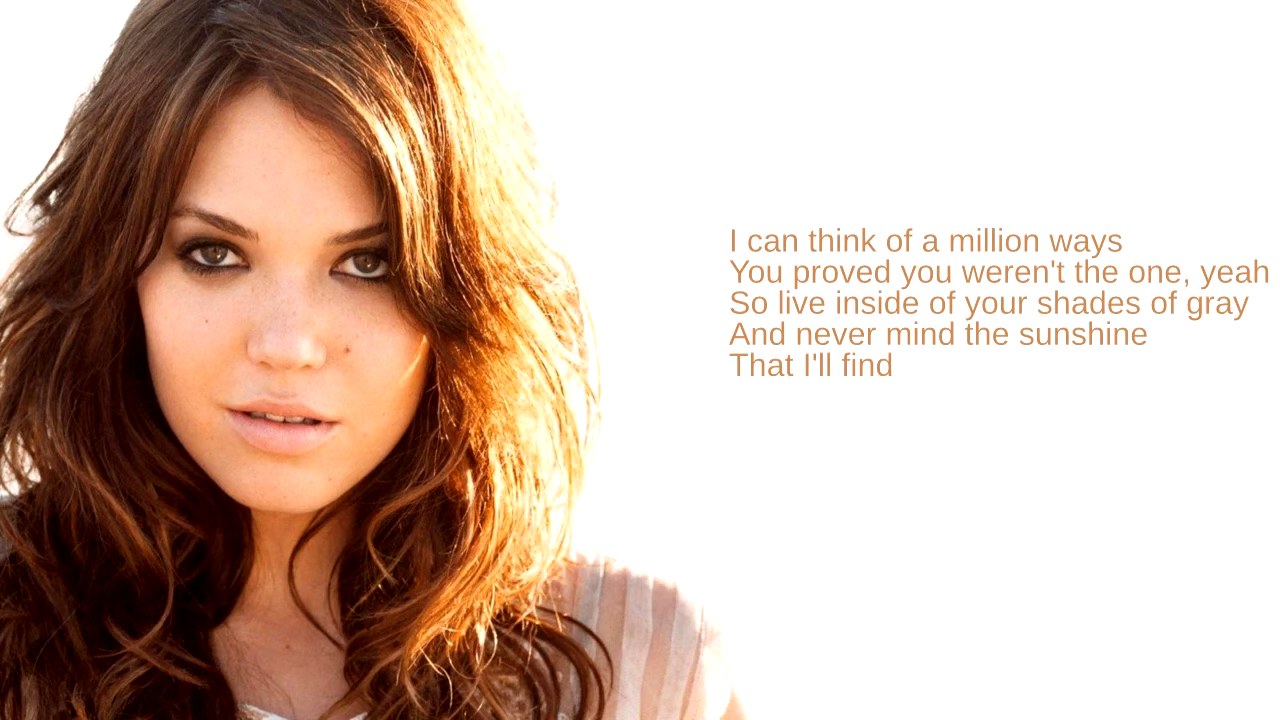 I can think of a million ways
You proved you weren't the one, yeah
So live inside of your shades of gray
And never mind the sunshine
That I'll find